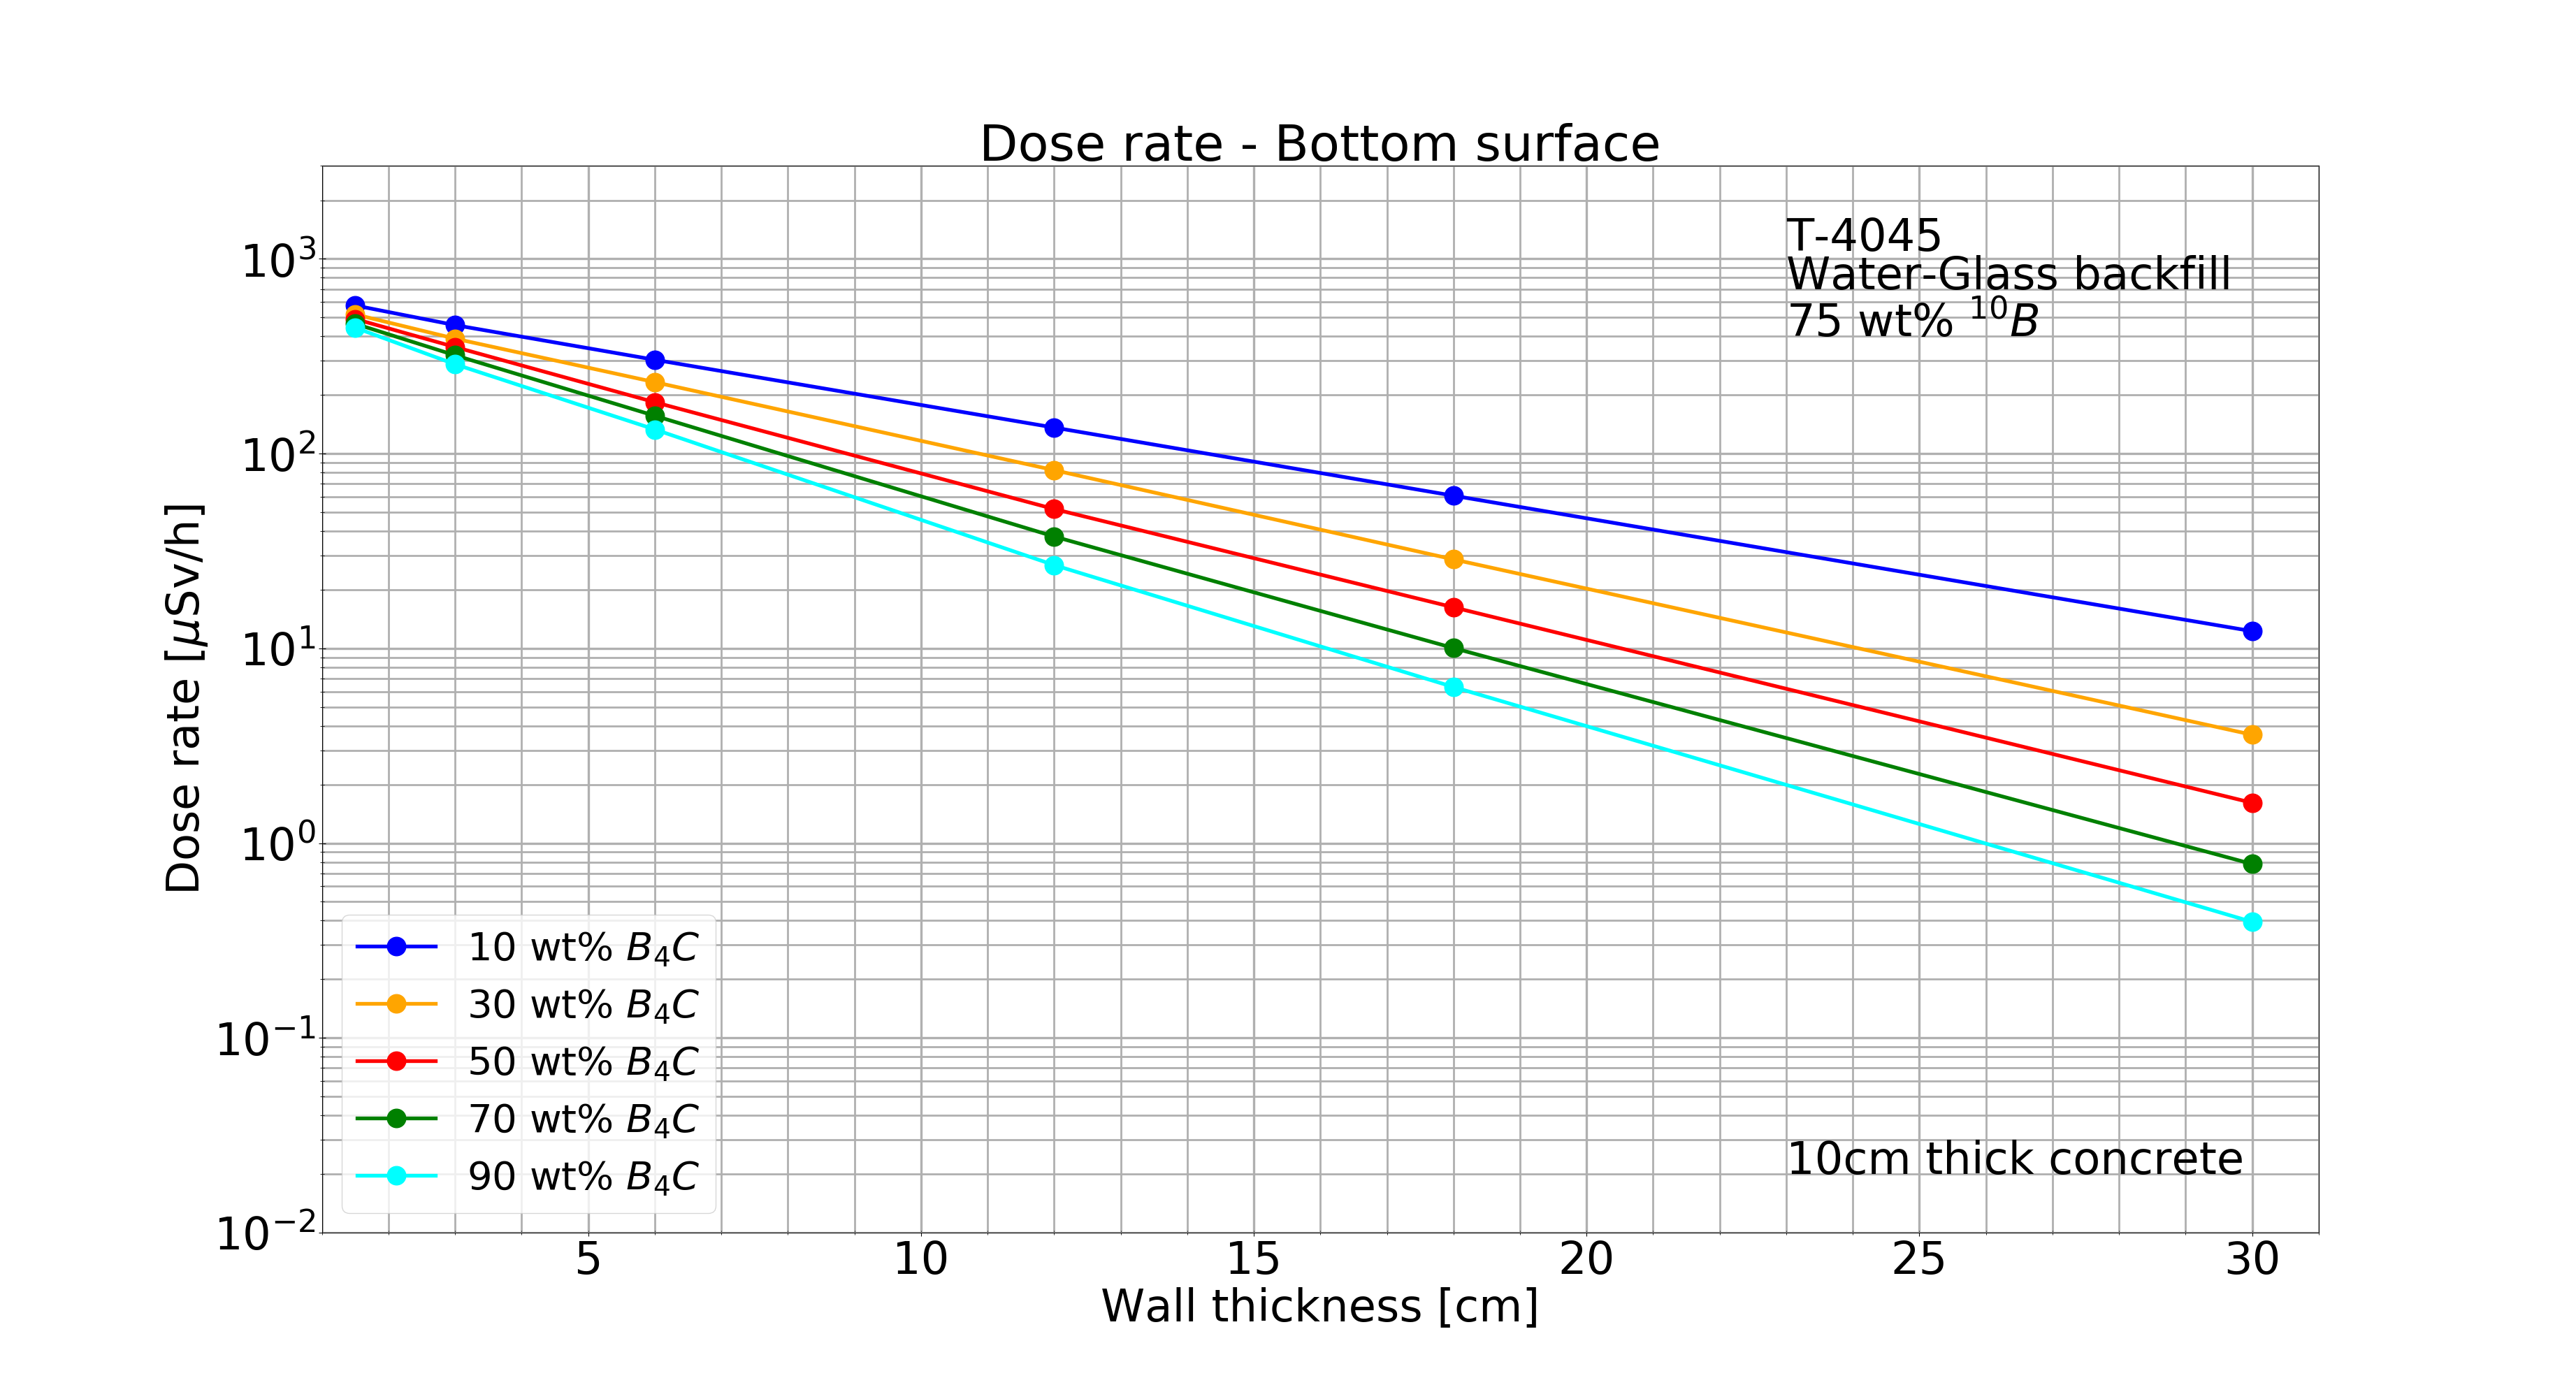 Dose rate - Bottom surface
T-4045
Water-Glass backfill
75 wt% ¹⁰B
10³
10²
10¹
10⁰
10⁻¹
10⁻²
Dose rate [μSv/h]
10 wt% B₄C
30 wt% B₄C
50 wt% B₄C
70 wt% B₄C
90 wt% B₄C
10cm thick concrete
5 10 15 20 25 30
Wall thickness [cm]